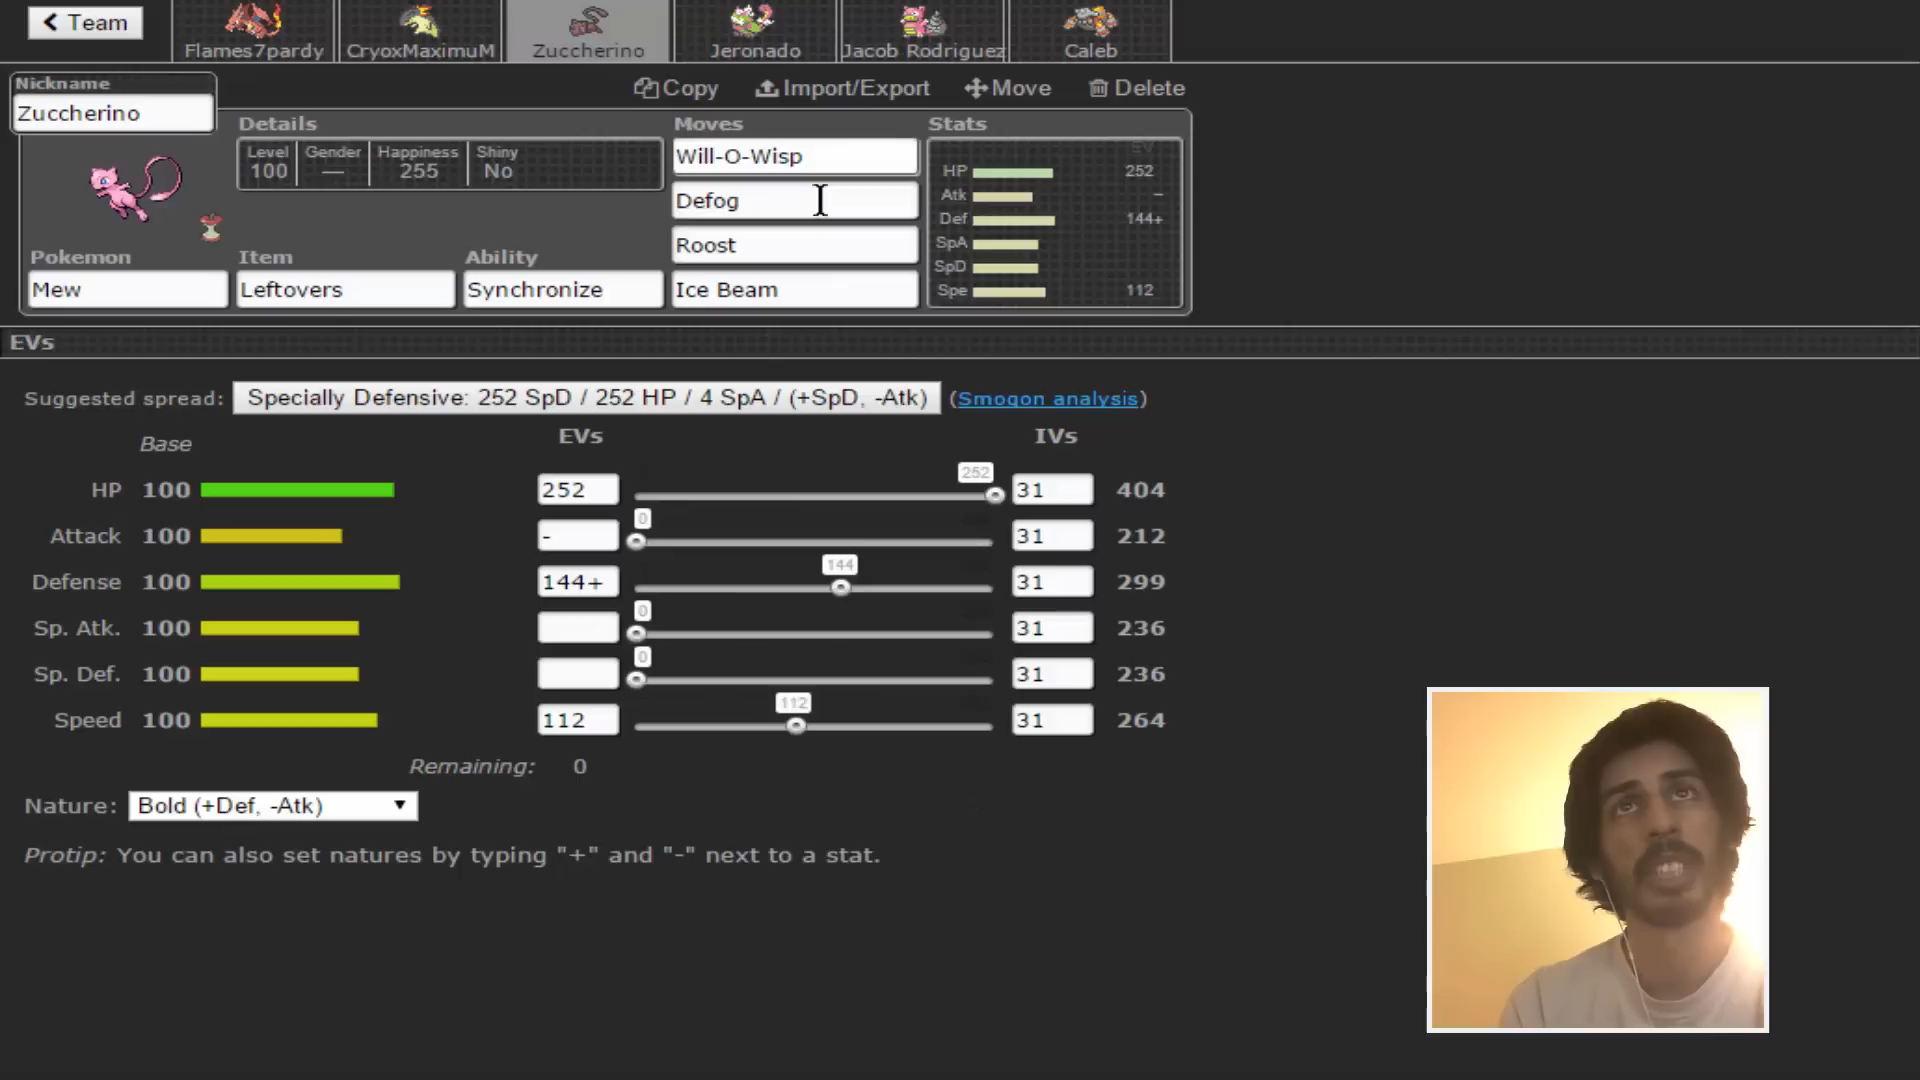 Team
Flames7pardy
CryoxMaximuM
Zuccherino
Jeronado
Jacob Rodriguez
Caleb
Nickname
Zuccherino
Copy
Import/Export
Move
Delete
Details
Level
100
Gender
—
Happiness
255
Shiny
No
Pokemon
Mew
Item
Leftovers
Ability
Synchronize
Moves
Will-O-Wisp
Defog
Roost
Ice Beam
Stats
EV
HP 252
Atk –
Def 144+
SpA
SpD
Spe 112
EVs
Suggested spread: Specially Defensive: 252 SpD / 252 HP / 4 SpA / (+SpD, -Atk) (Smogon analysis)
Base EVs IVs
252
HP 100 252 31 404
0
Attack 100 - 31 212
144
Defense 100 144+ 31 299
0
Sp. Atk. 100 31 236
0
Sp. Def. 100 31 236
112
Speed 100 112 31 264
Remaining: 0
Nature: Bold (+Def, -Atk)
Protip: You can also set natures by typing "+" and "-" next to a stat.